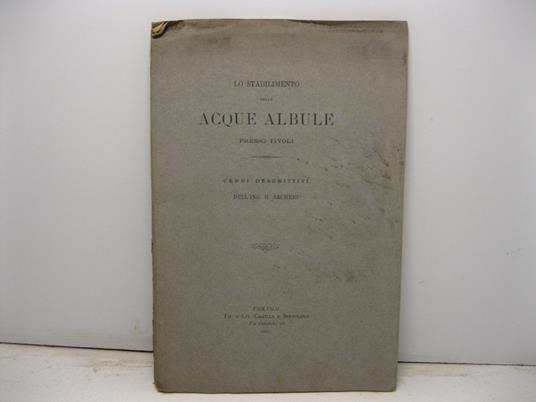 LO STABILIMENTO
DELLE
ACQUE ALBULE
PRESSO TIVOLI
CENNI DESCRITTIVI
DELL'ING. G. SACHERI
TORINO
TIP. E LIT. CAMILLA E BERTOLERO